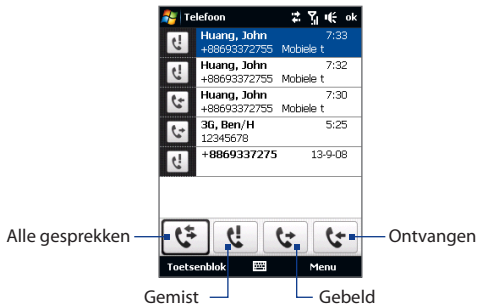 Telefoon ok
Huang, John 7:33
+88693372755 Mobiele t
Huang, John 7:32
+88693372755 Mobiele t
Huang, John 7:30
+88693372755 Mobiele t
3G, Ben/H 5:25
12345678
+8869337275 13-9-08
Alle gesprekken
Ontvangen
Toetsenblok Menu
Gemist
Gebeld